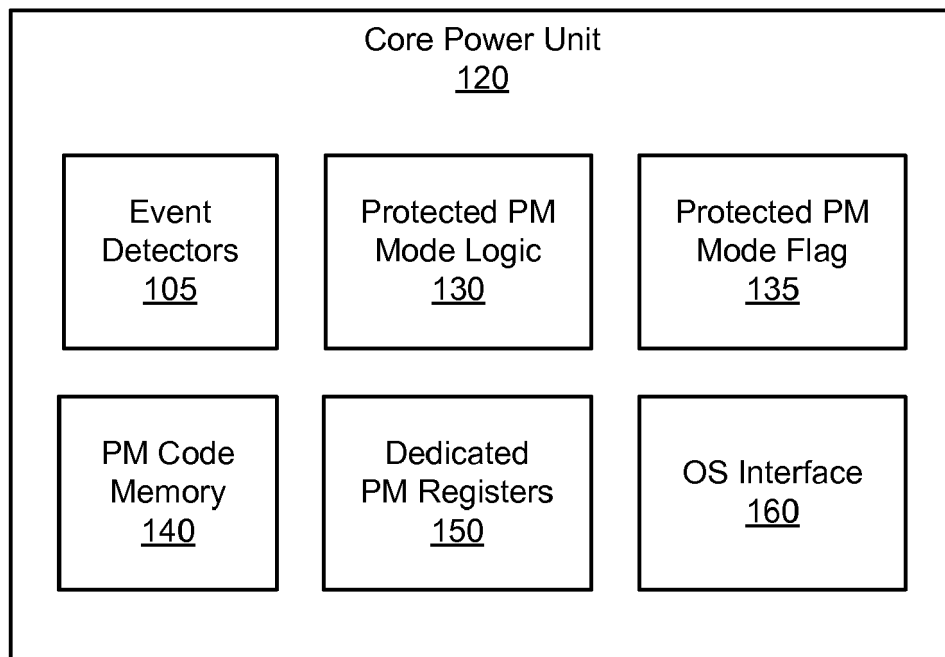 Core Power Unit
120
Event
Detectors
105
Protected PM
Mode Logic
130
Protected PM
Mode Flag
135
PM Code
Memory
140
Dedicated
PM Registers
150
OS Interface
160